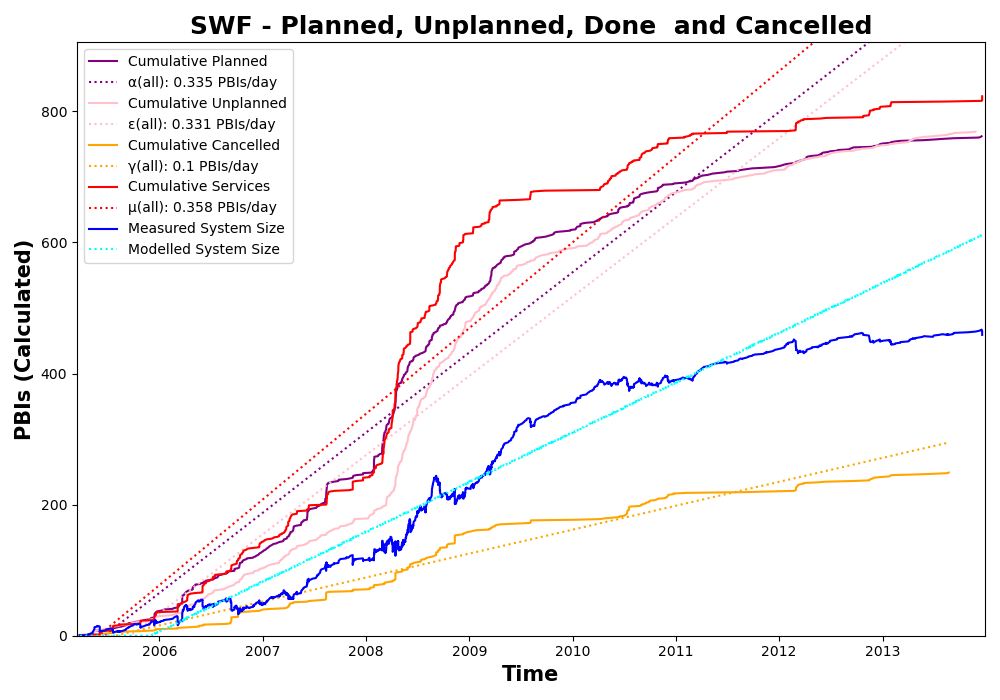 SWF - Planned, Unplanned, Done  and Cancelled
Cumulative Planned
α(all): 0.335 PBIs/day
Cumulative Unplanned
ε(all): 0.331 PBIs/day
Cumulative Cancelled
γ(all): 0.1 PBIs/day
Cumulative Services
μ(all): 0.358 PBIs/day
Measured System Size
Modelled System Size
PBIs (Calculated)
800
600
400
200
0
2006 2007 2008 2009 2010 2011 2012 2013
Time